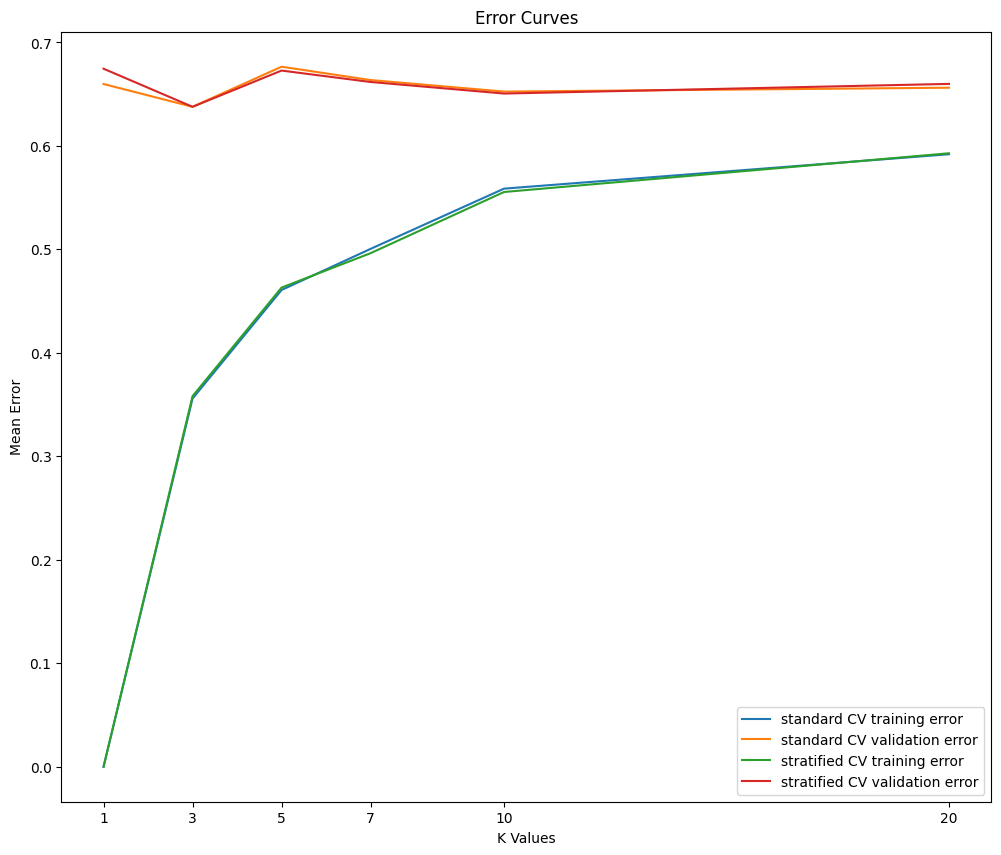 Error Curves
0.7
0.6
0.5
0.4
0.3
0.2
0.1
0.0
Mean Error
1 3 5 7 10 20
K Values
standard CV training error
standard CV validation error
stratified CV training error
stratified CV validation error